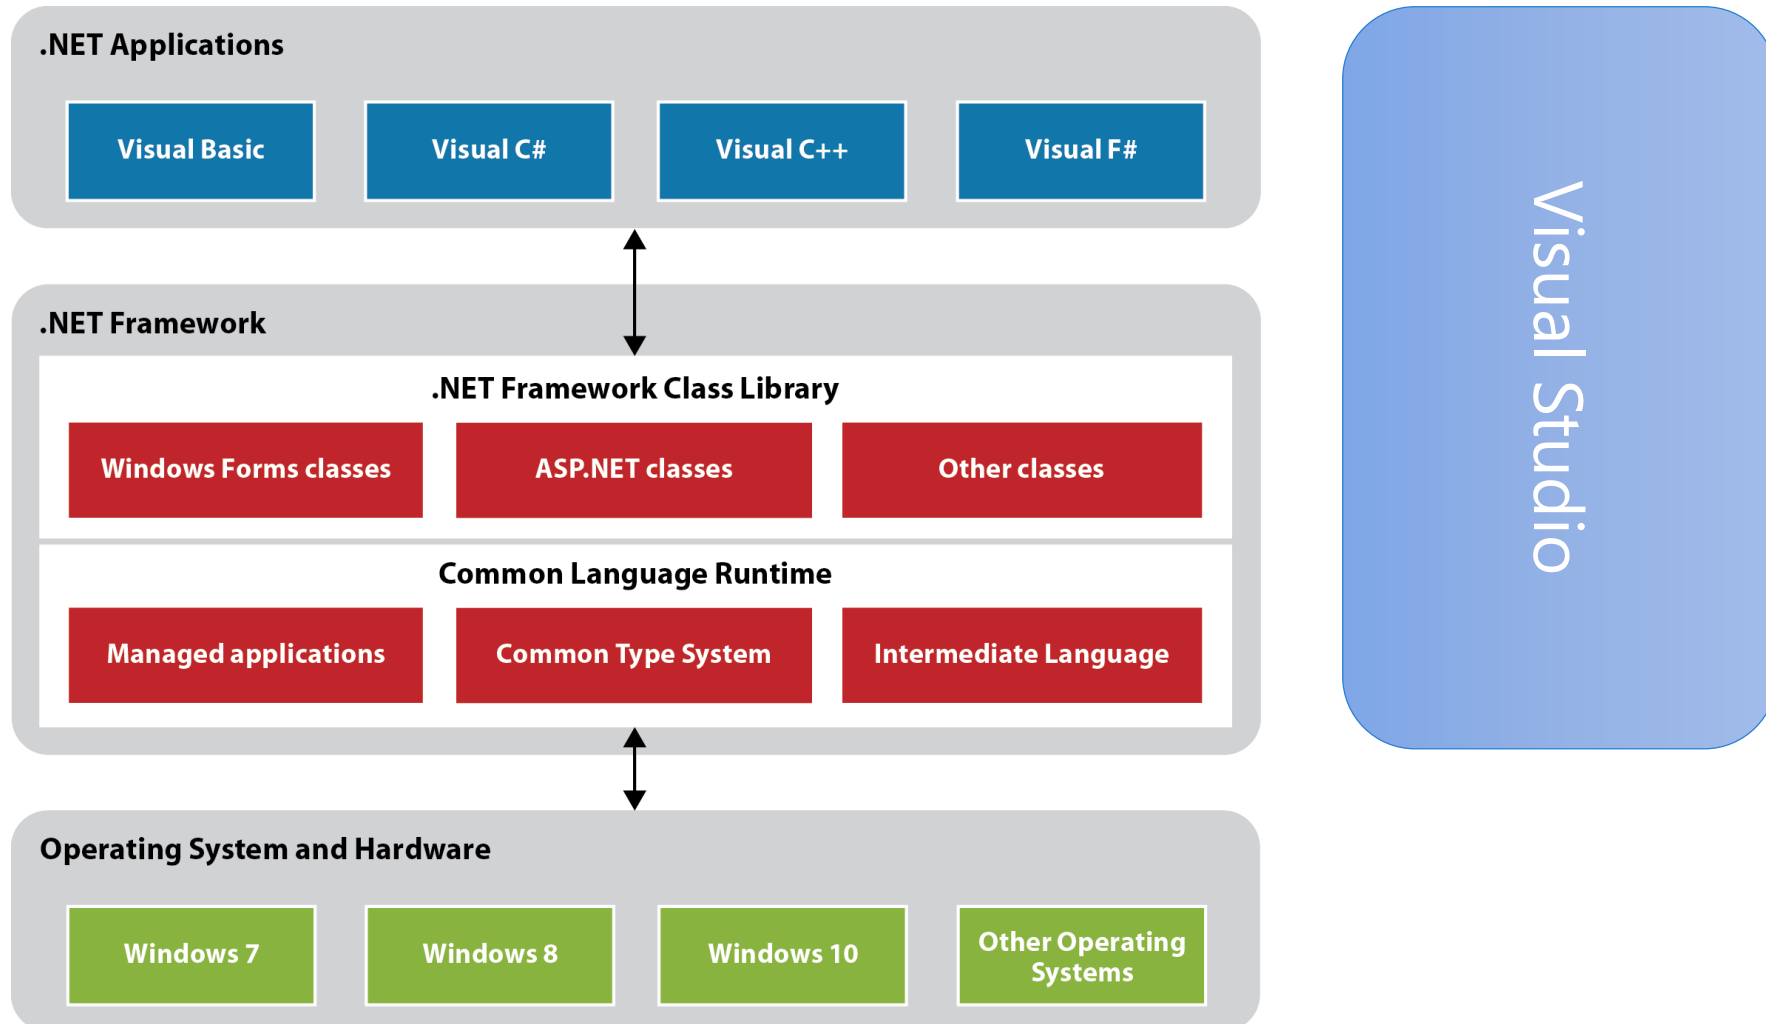 .NET Applications
Visual Basic
Visual C#
Visual C++
Visual F#
.NET Framework
.NET Framework Class Library
Windows Forms classes
ASP.NET classes
Other classes
Common Language Runtime
Managed applications
Common Type System
Intermediate Language
Operating System and Hardware
Windows 7
Windows 8
Windows 10
Other Operating
Systems
Visual Studio